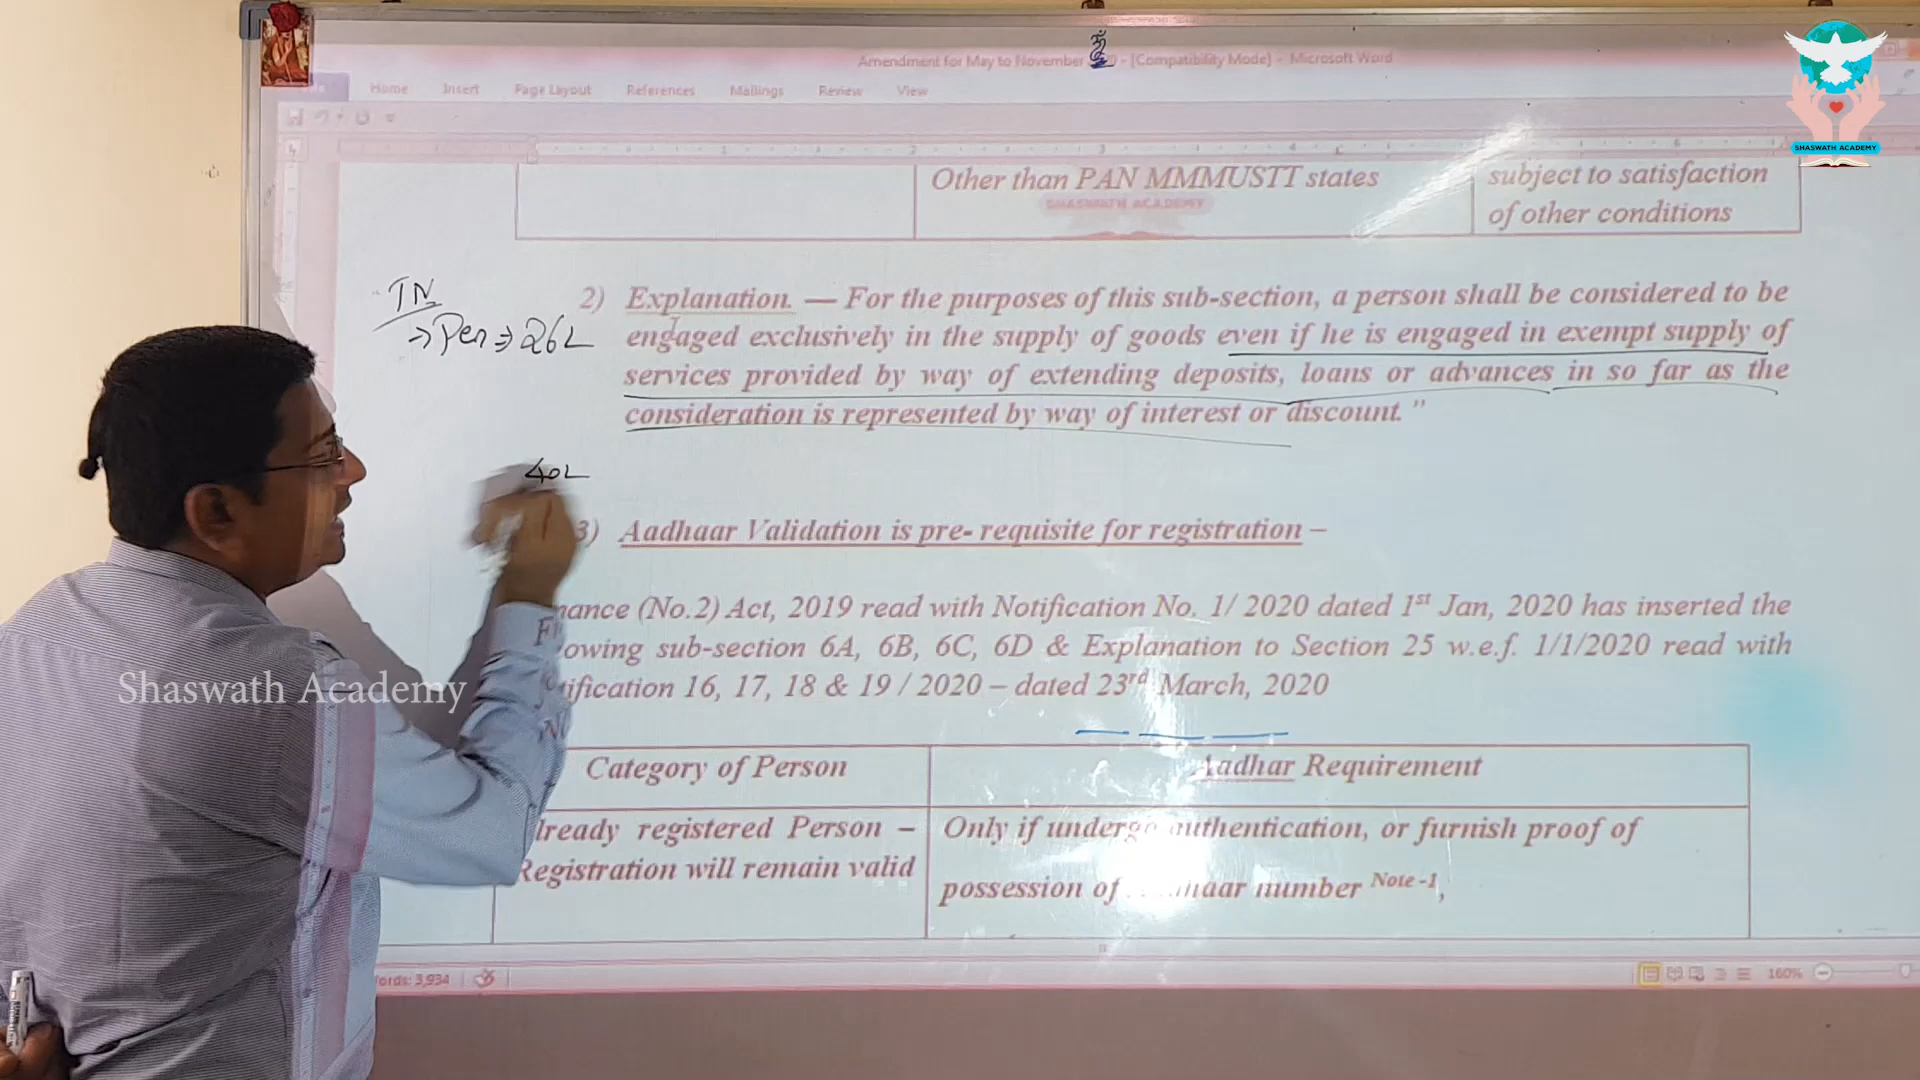 Amendment for May to November - [Compatibility Mode] - Microsoft Word
Home Insert Page Layout References Mailings Review View
SHASWATH ACADEMY
Other than PAN MMMUSTT states
SHASWATH ACADEMY
subject to satisfaction
of other conditions
TN
⇒ Pen ⇒ 26L
2) Explanation. — For the purposes of this sub-section, a person shall be considered to be
engaged exclusively in the supply of goods even if he is engaged in exempt supply of
services provided by way of extending deposits, loans or advances in so far as the
consideration is represented by way of interest or discount. ”
40L
3) Aadhaar Validation is pre- requisite for registration –
nance (No.2) Act, 2019 read with Notification No. 1/ 2020 dated 1st Jan, 2020 has inserted the
owing sub-section 6A, 6B, 6C, 6D & Explanation to Section 25 w.e.f. 1/1/2020 read with
tification 16, 17, 18 & 19 / 2020 – dated 23rd March, 2020
Shaswath Academy
Category of Person
Aadhar Requirement
lready registered Person –
Registration will remain valid
Only if undergo authentication, or furnish proof of
possession of number Note -1,
ords: 3,934
160%